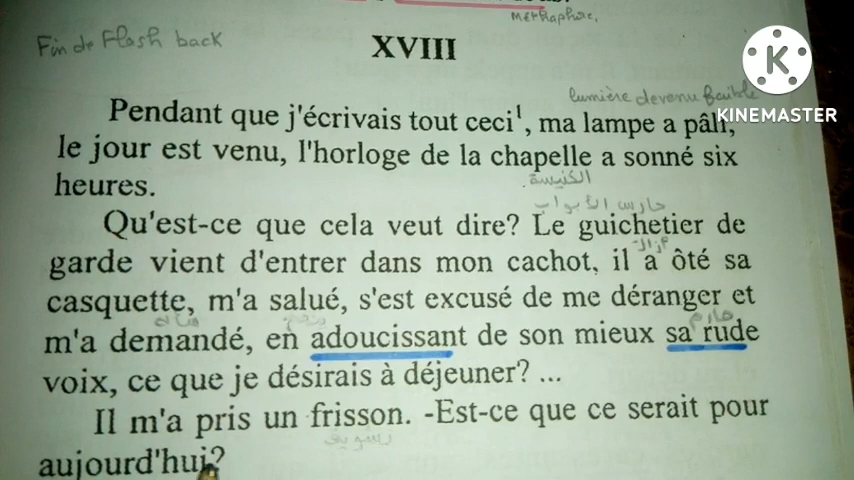 Métaphore.
Fin de Flash back
XVIII
lumière devenu faible
KINEMASTER
Pendant que j'écrivais tout ceci¹, ma lampe a pâli,
le jour est venu, l'horloge de la chapelle a sonné six
الكنيسة
heures.
حارس الأبواب
Qu'est-ce que cela veut dire? Le guichetier de
أزال
garde vient d'entrer dans mon cachot, il a ôté sa
casquette, m'a salué, s'est excusé de me déranger et
صارم
m'a demandé, en adoucissant de son mieux sa rude
voix, ce que je désirais à déjeuner? ...
Il m'a pris un frisson. -Est-ce que ce serait pour
aujourd'hui?